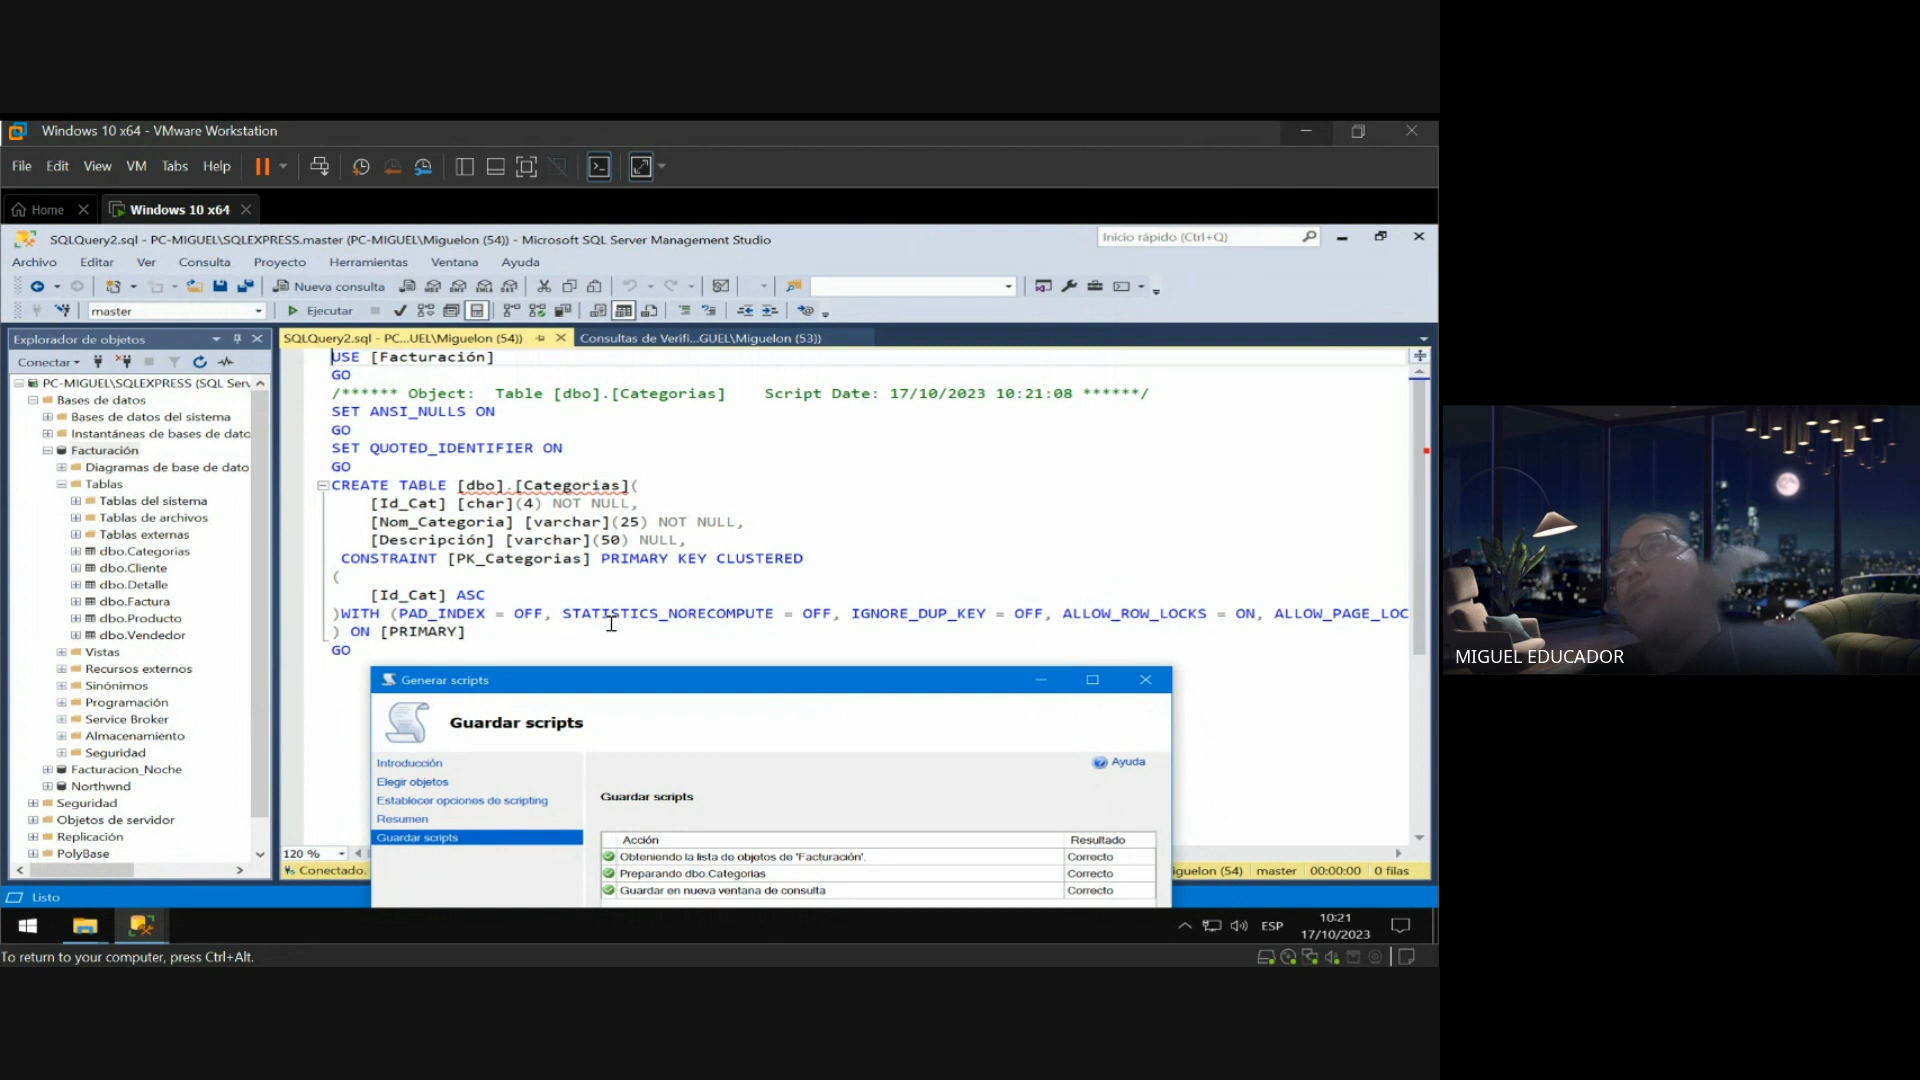 Windows 10 x64 - VMware Workstation
File Edit View VM Tabs Help
Home Windows 10 x64
SQLQuery2.sql - PC-MIGUEL\SQLEXPRESS.master (PC-MIGUEL\Miguelon (54)) - Microsoft SQL Server Management Studio
Inicio rápido (Ctrl+Q)
Archivo Editar Ver Consulta Proyecto Herramientas Ventana Ayuda
Nueva consulta
master Ejecutar
Explorador de objetos
Conectar
PC-MIGUEL\SQLEXPRESS (SQL Serv
Bases de datos
Bases de datos del sistema
Instantáneas de bases de dato
Facturación
Diagramas de base de dato
Tablas
Tablas del sistema
Tablas de archivos
Tablas externas
dbo.Categorias
dbo.Cliente
dbo.Detalle
dbo.Factura
dbo.Producto
dbo.Vendedor
Vistas
Recursos externos
Sinónimos
Programación
Service Broker
Almacenamiento
Seguridad
Facturacion_Noche
Northwnd
Seguridad
Objetos de servidor
Replicación
PolyBase
SQLQuery2.sql - PC...UEL\Miguelon (54)) Consultas de Verifi...GUEL\Miguelon (53))
USE [Facturación]
GO
/****** Object:  Table [dbo].[Categorias]    Script Date: 17/10/2023 10:21:08 ******/
SET ANSI_NULLS ON
GO
SET QUOTED_IDENTIFIER ON
GO
CREATE TABLE [dbo].[Categorias](
[Id_Cat] [char](4) NOT NULL,
[Nom_Categoria] [varchar](25) NOT NULL,
[Descripción] [varchar](50) NULL,
CONSTRAINT [PK_Categorias] PRIMARY KEY CLUSTERED
(
[Id_Cat] ASC
)WITH (PAD_INDEX = OFF, STATISTICS_NORECOMPUTE = OFF, IGNORE_DUP_KEY = OFF, ALLOW_ROW_LOCKS = ON, ALLOW_PAGE_LOC
) ON [PRIMARY]
GO
120 %
Conectado.
iguelon (54) master 00:00:00 0 filas
Generar scripts
Guardar scripts
Introducción
Elegir objetos
Establecer opciones de scripting
Resumen
Guardar scripts
Ayuda
Guardar scripts
Acción Resultado
Obteniendo la lista de objetos de 'Facturación'. Correcto
Preparando dbo.Categorias Correcto
Guardar en nueva ventana de consulta Correcto
Listo
ESP
10:21
17/10/2023
To return to your computer, press Ctrl+Alt.
MIGUEL EDUCADOR